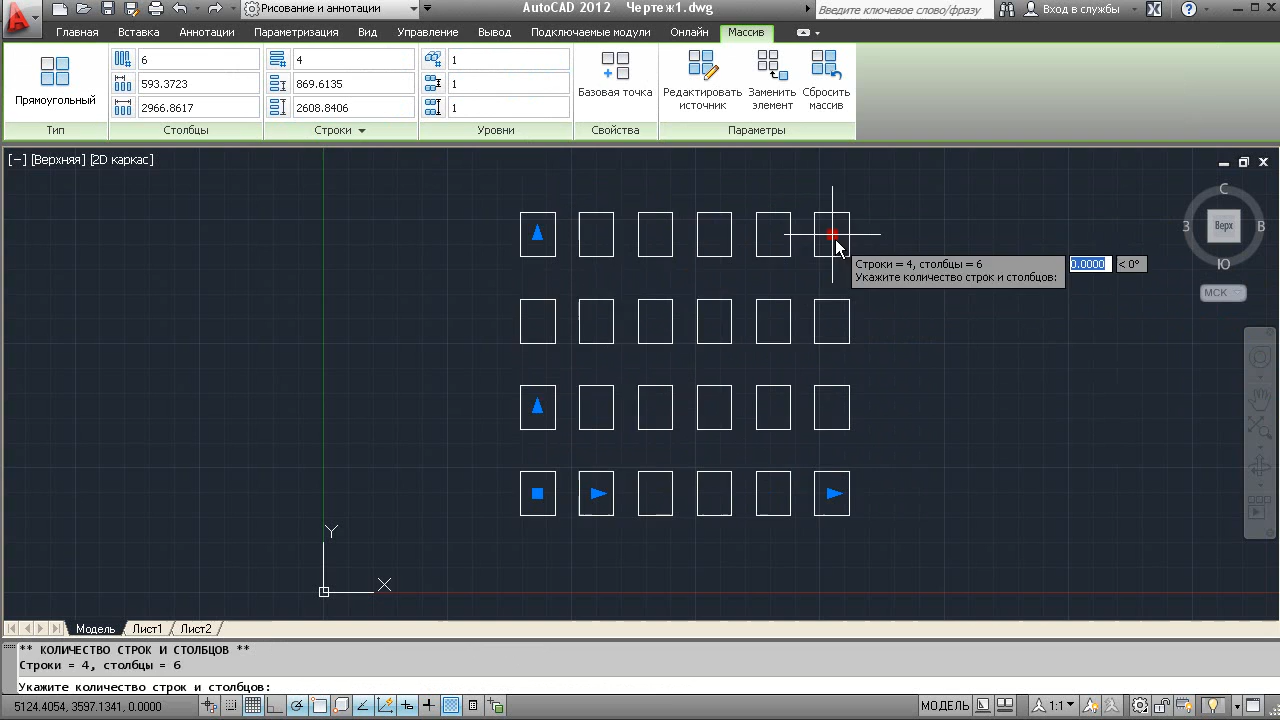 Рисование и аннотации
AutoCAD 2012 Чертеж1.dwg
Введите ключевое слово/фразу
Вход в службы
Главная Вставка Аннотации Параметризация Вид Управление Вывод Подключаемые модули Онлайн Массив
6 4 1
593.3723 869.6135 1
2966.8617 2608.8406 1
Прямоугольный
Базовая точка
Редактировать источник
Заменить элемент
Сбросить массив
Тип Столбцы Строки Уровни Свойства Параметры
[−] [Верхняя] [2D каркас]
С
З Верх В
Ю
МСК
Строки = 4, столбцы = 6
Укажите количество строк и столбцов:
0.0000 < 0°
Y
X
Модель Лист1 Лист2
** КОЛИЧЕСТВО СТРОК И СТОЛБЦОВ **
Строки = 4, столбцы = 6
Укажите количество строк и столбцов:
5124.4054, 3597.1341, 0.0000
МОДЕЛЬ
1:1